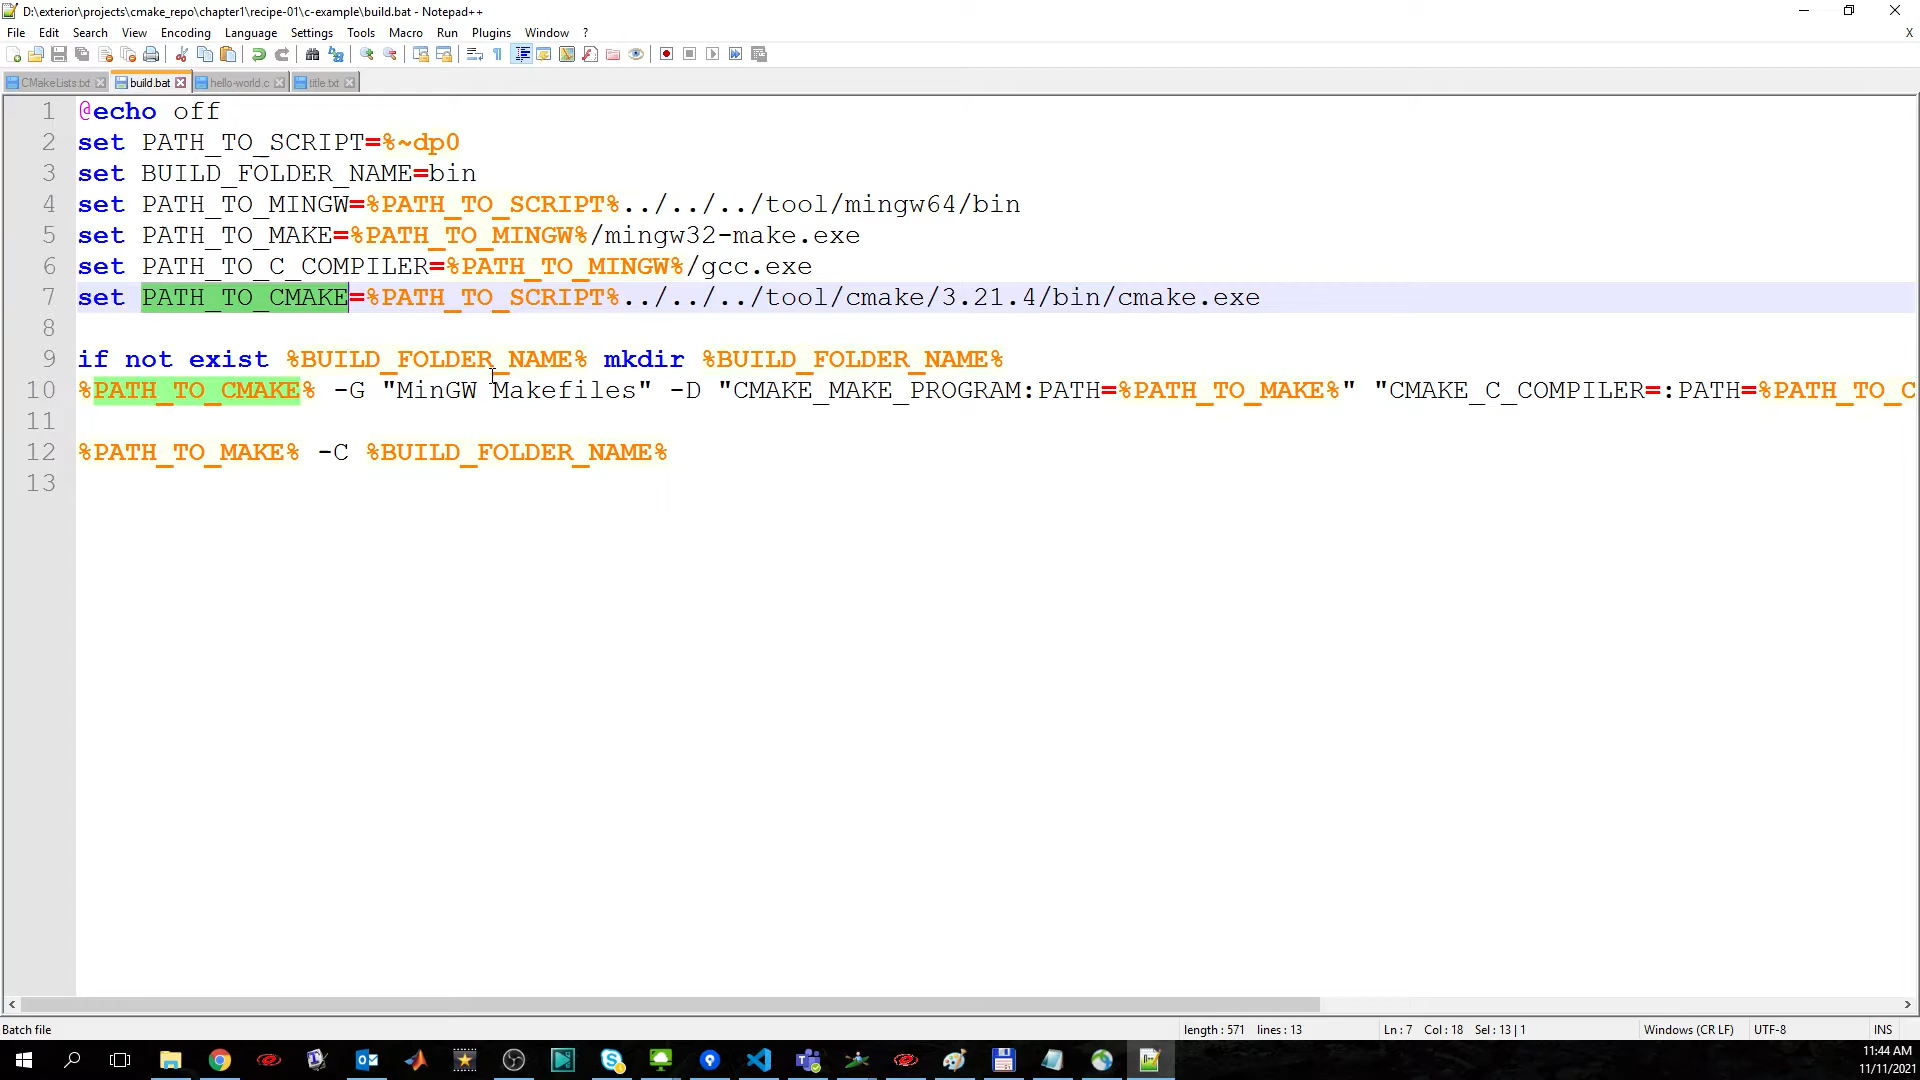 D:\exterior\projects\cmake_repo\chapter1\recipe-01\c-example\build.bat - Notepad++
File Edit Search View Encoding Language Settings Tools Macro Run Plugins Window ? X
CMakeLists.txt build.bat hello-world.c title.txt
1 @echo off
2 set PATH_TO_SCRIPT=%~dp0
3 set BUILD_FOLDER_NAME=bin
4 set PATH_TO_MINGW=%PATH_TO_SCRIPT%../../../tool/mingw64/bin
5 set PATH_TO_MAKE=%PATH_TO_MINGW%/mingw32-make.exe
6 set PATH_TO_C_COMPILER=%PATH_TO_MINGW%/gcc.exe
7 set PATH_TO_CMAKE=%PATH_TO_SCRIPT%../../../tool/cmake/3.21.4/bin/cmake.exe
8
9 if not exist %BUILD_FOLDER_NAME% mkdir %BUILD_FOLDER_NAME%
10 %PATH_TO_CMAKE% -G "MinGW Makefiles" -D "CMAKE_MAKE_PROGRAM:PATH=%PATH_TO_MAKE%" "CMAKE_C_COMPILER=:PATH=%PATH_TO_C
11
12 %PATH_TO_MAKE% -C %BUILD_FOLDER_NAME%
13
Batch file length : 571 lines : 13 Ln : 7 Col : 18 Sel : 13 | 1 Windows (CR LF) UTF-8 INS
11:44 AM
11/11/2021